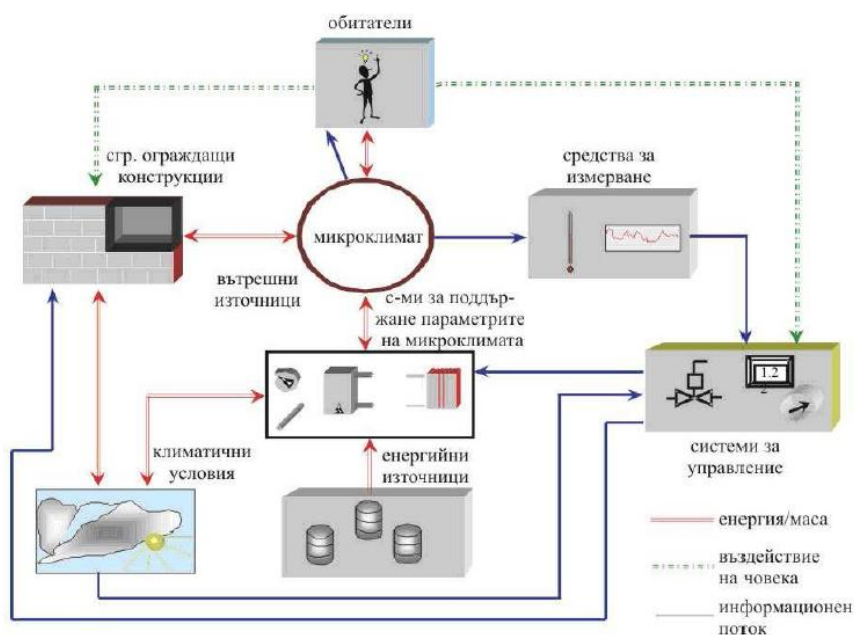 обитатели
сгр. ограждащи
конструкции
средства за
измерване
микроклимат
вътрешни
източници
с-ми за поддър-
жане параметрите
на микроклимата
1.2
климатични
условия
енергийни
източници
системи за
управление
енергия/маса
въздействие
на човека
информационен
поток